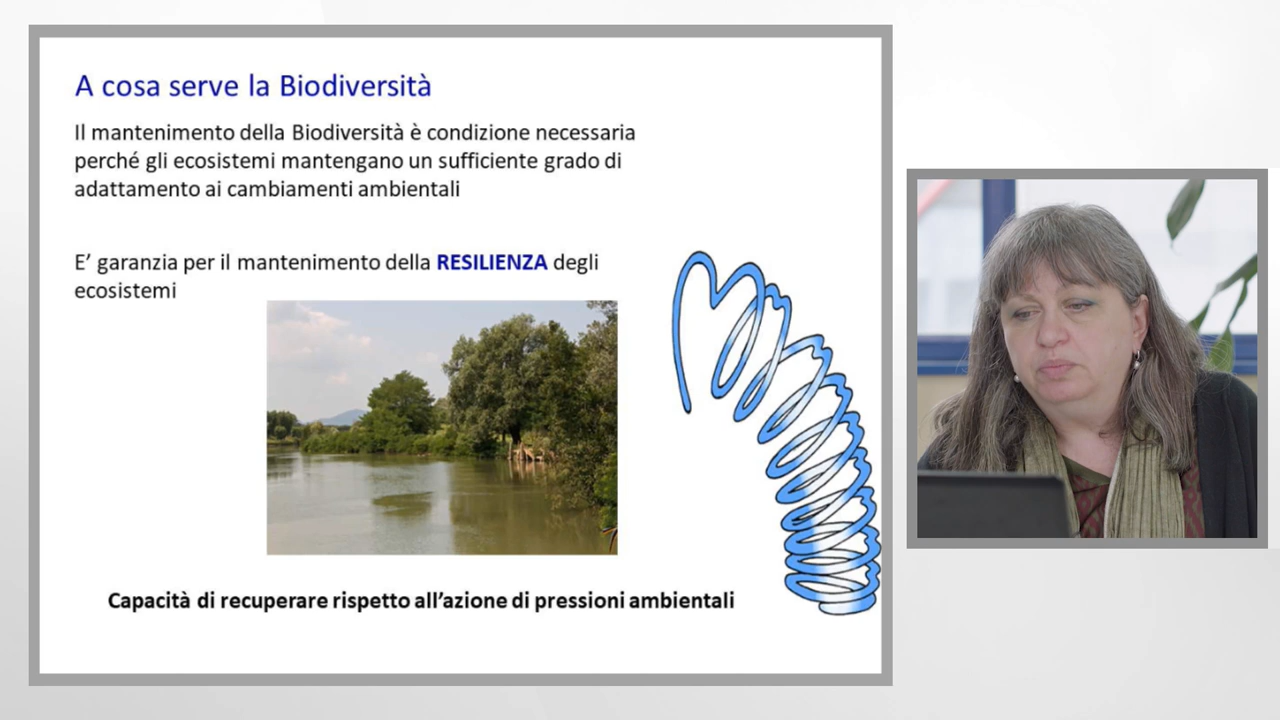 A cosa serve la Biodiversità
Il mantenimento della Biodiversità è condizione necessaria
perché gli ecosistemi mantengano un sufficiente grado di
adattamento ai cambiamenti ambientali
E’ garanzia per il mantenimento della RESILIENZA degli
ecosistemi
Capacità di recuperare rispetto all’azione di pressioni ambientali